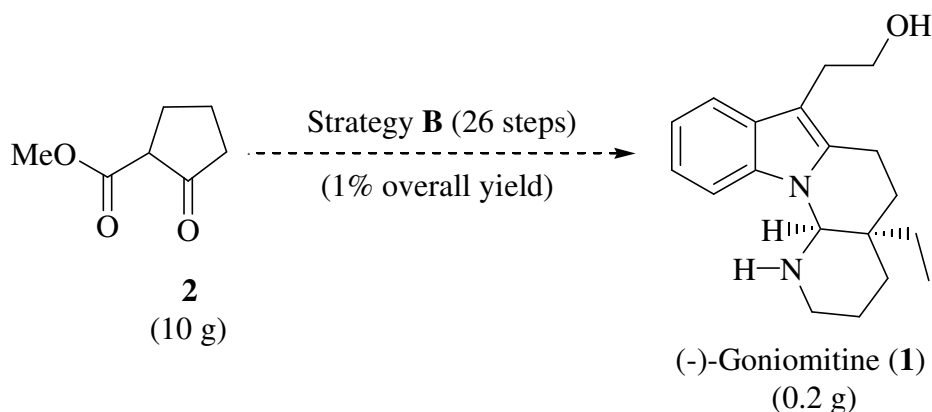 OH
Strategy B (26 steps)
(1% overall yield)
MeO
O
O
N
H
H–N
2
(10 g)
(-)-Goniomitine (1)
(0.2 g)